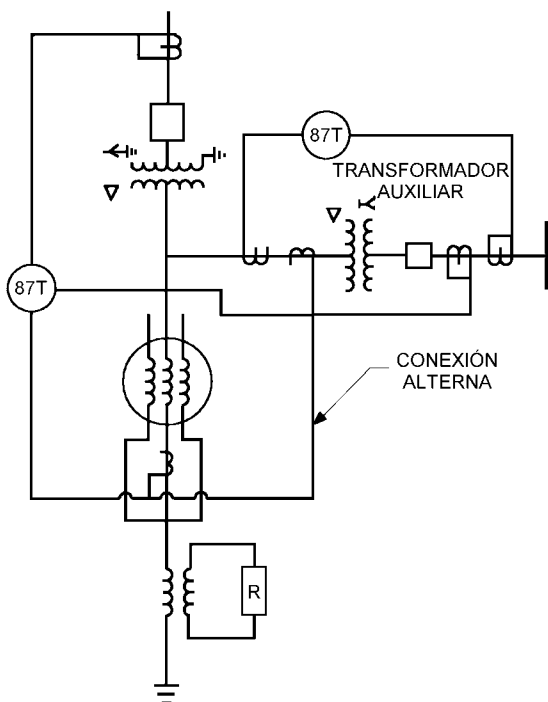 87T
TRANSFORMADOR
AUXILIAR
87T
CONEXIÓN
ALTERNA
R